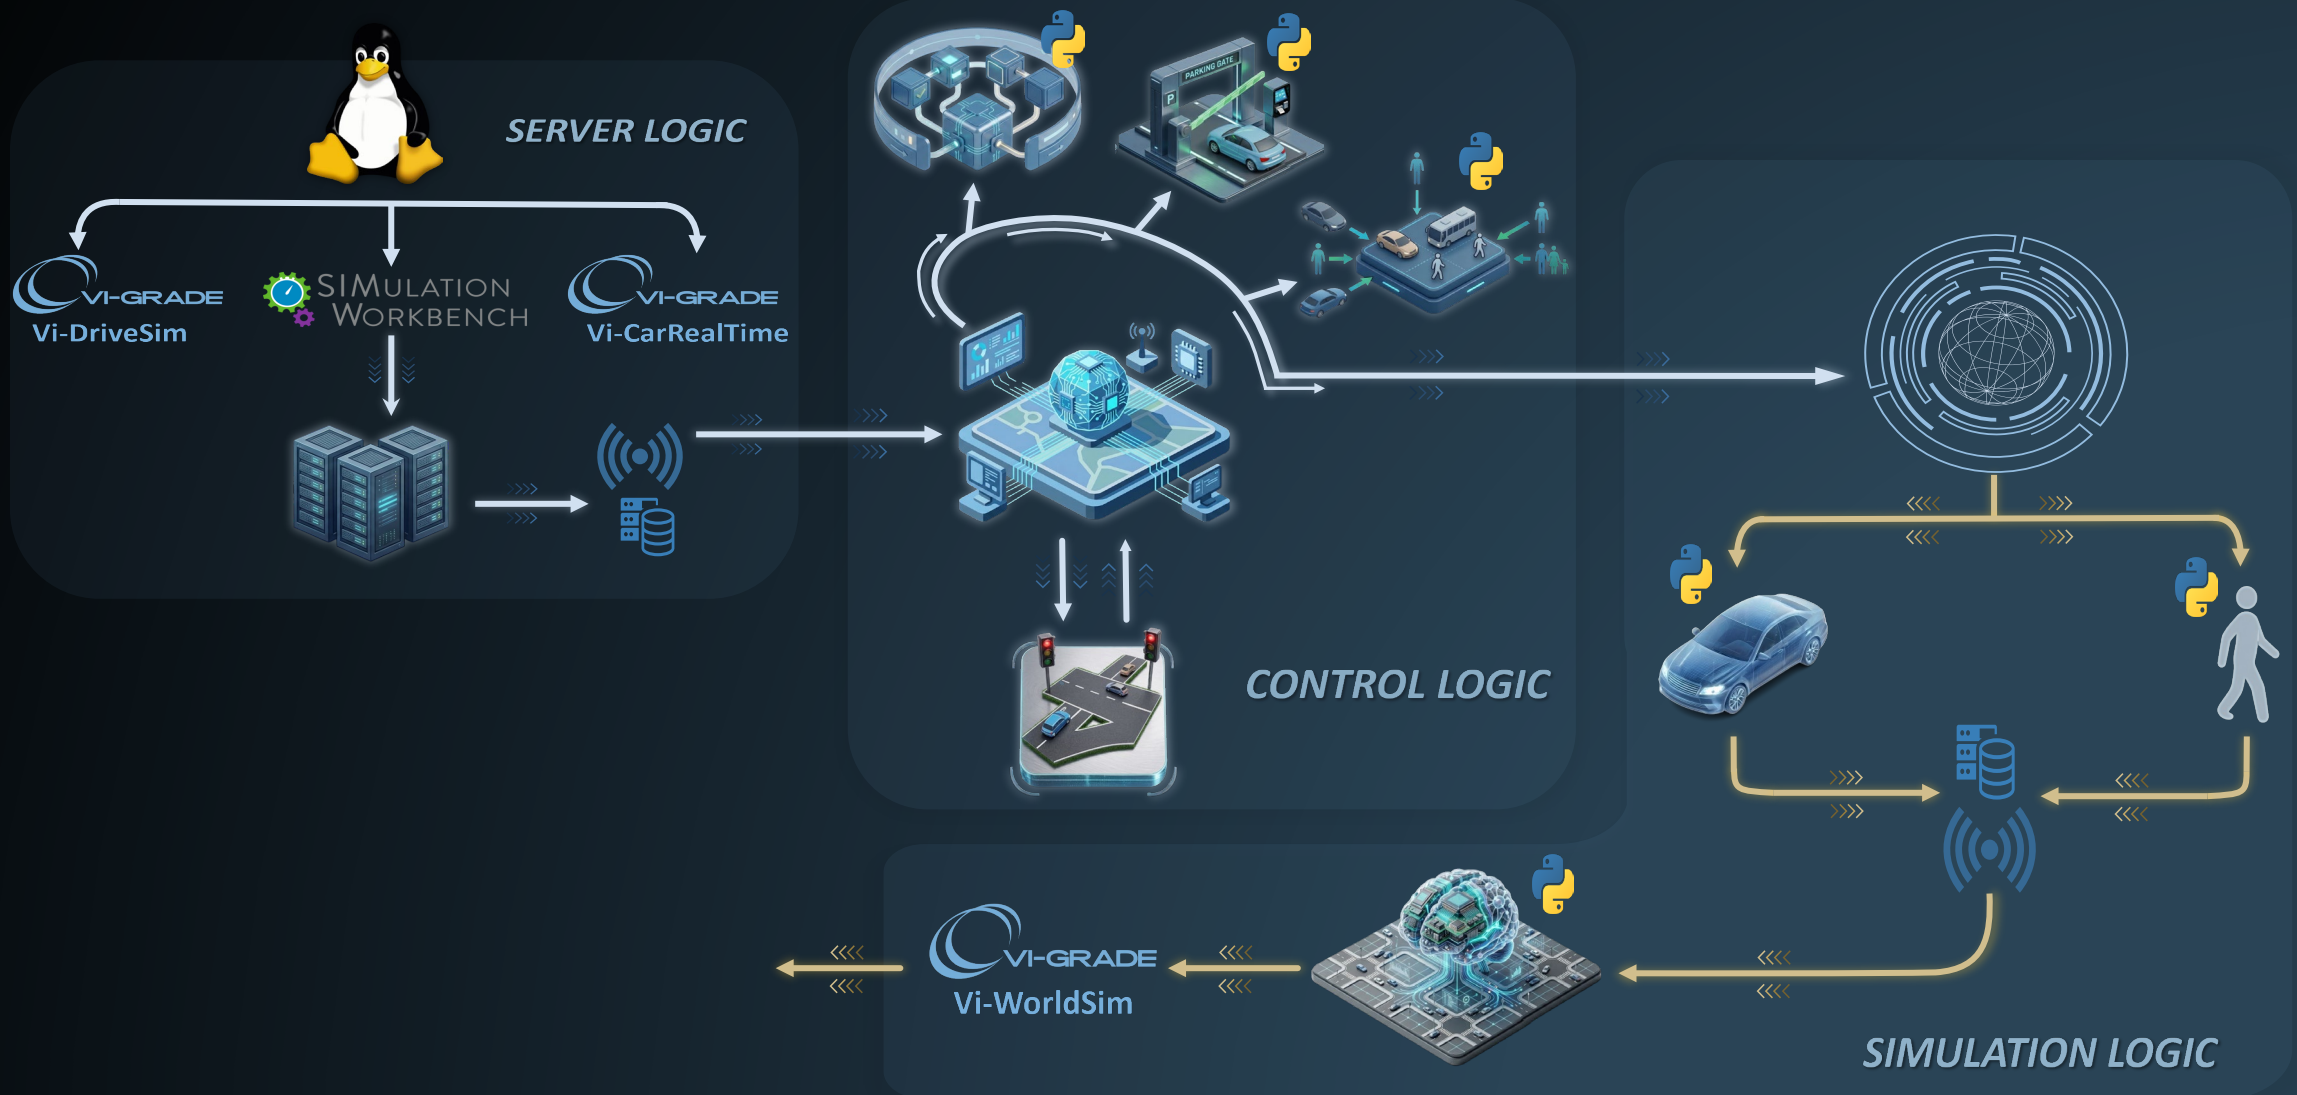 SERVER LOGIC
VI-GRADE
Vi-DriveSim
SIMULATION
WORKBENCH
VI-GRADE
Vi-CarRealTime
PARKING GATE
P
CONTROL LOGIC
VI-GRADE
Vi-WorldSim
SIMULATION LOGIC